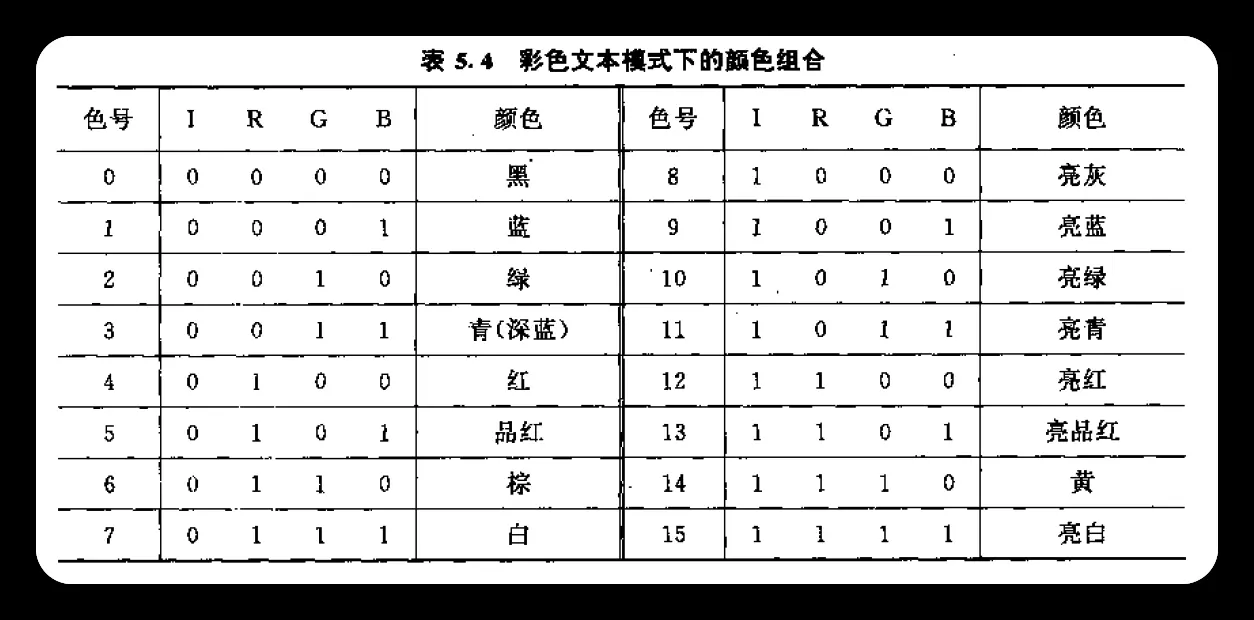 表 5.4 彩色文本模式下的颜色组合
色号 I R G B 颜色 色号 I R G B 颜色
0 0 0 0 0 黑 8 1 0 0 0 亮灰
1 0 0 0 1 蓝 9 1 0 0 1 亮蓝
2 0 0 1 0 绿 10 1 0 1 0 亮绿
3 0 0 1 1 青(深蓝) 11 1 0 1 1 亮青
4 0 1 0 0 红 12 1 1 0 0 亮红
5 0 1 0 1 品红 13 1 1 0 1 亮品红
6 0 1 1 0 棕 14 1 1 1 0 黄
7 0 1 1 1 白 15 1 1 1 1 亮白